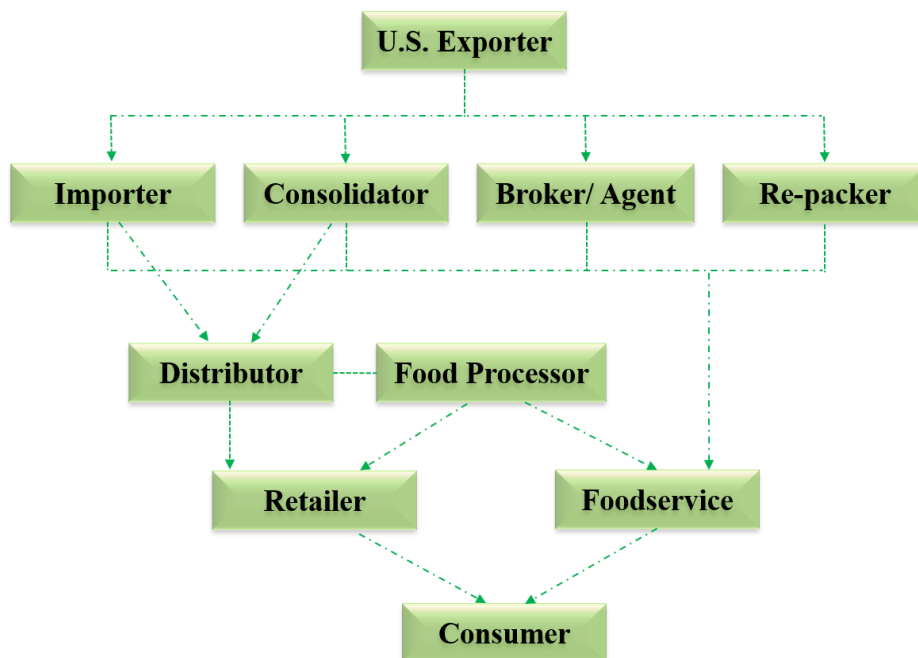 U.S. Exporter
Importer
Consolidator
Broker/ Agent
Re-packer
Distributor
Food Processor
Retailer
Foodservice
Consumer